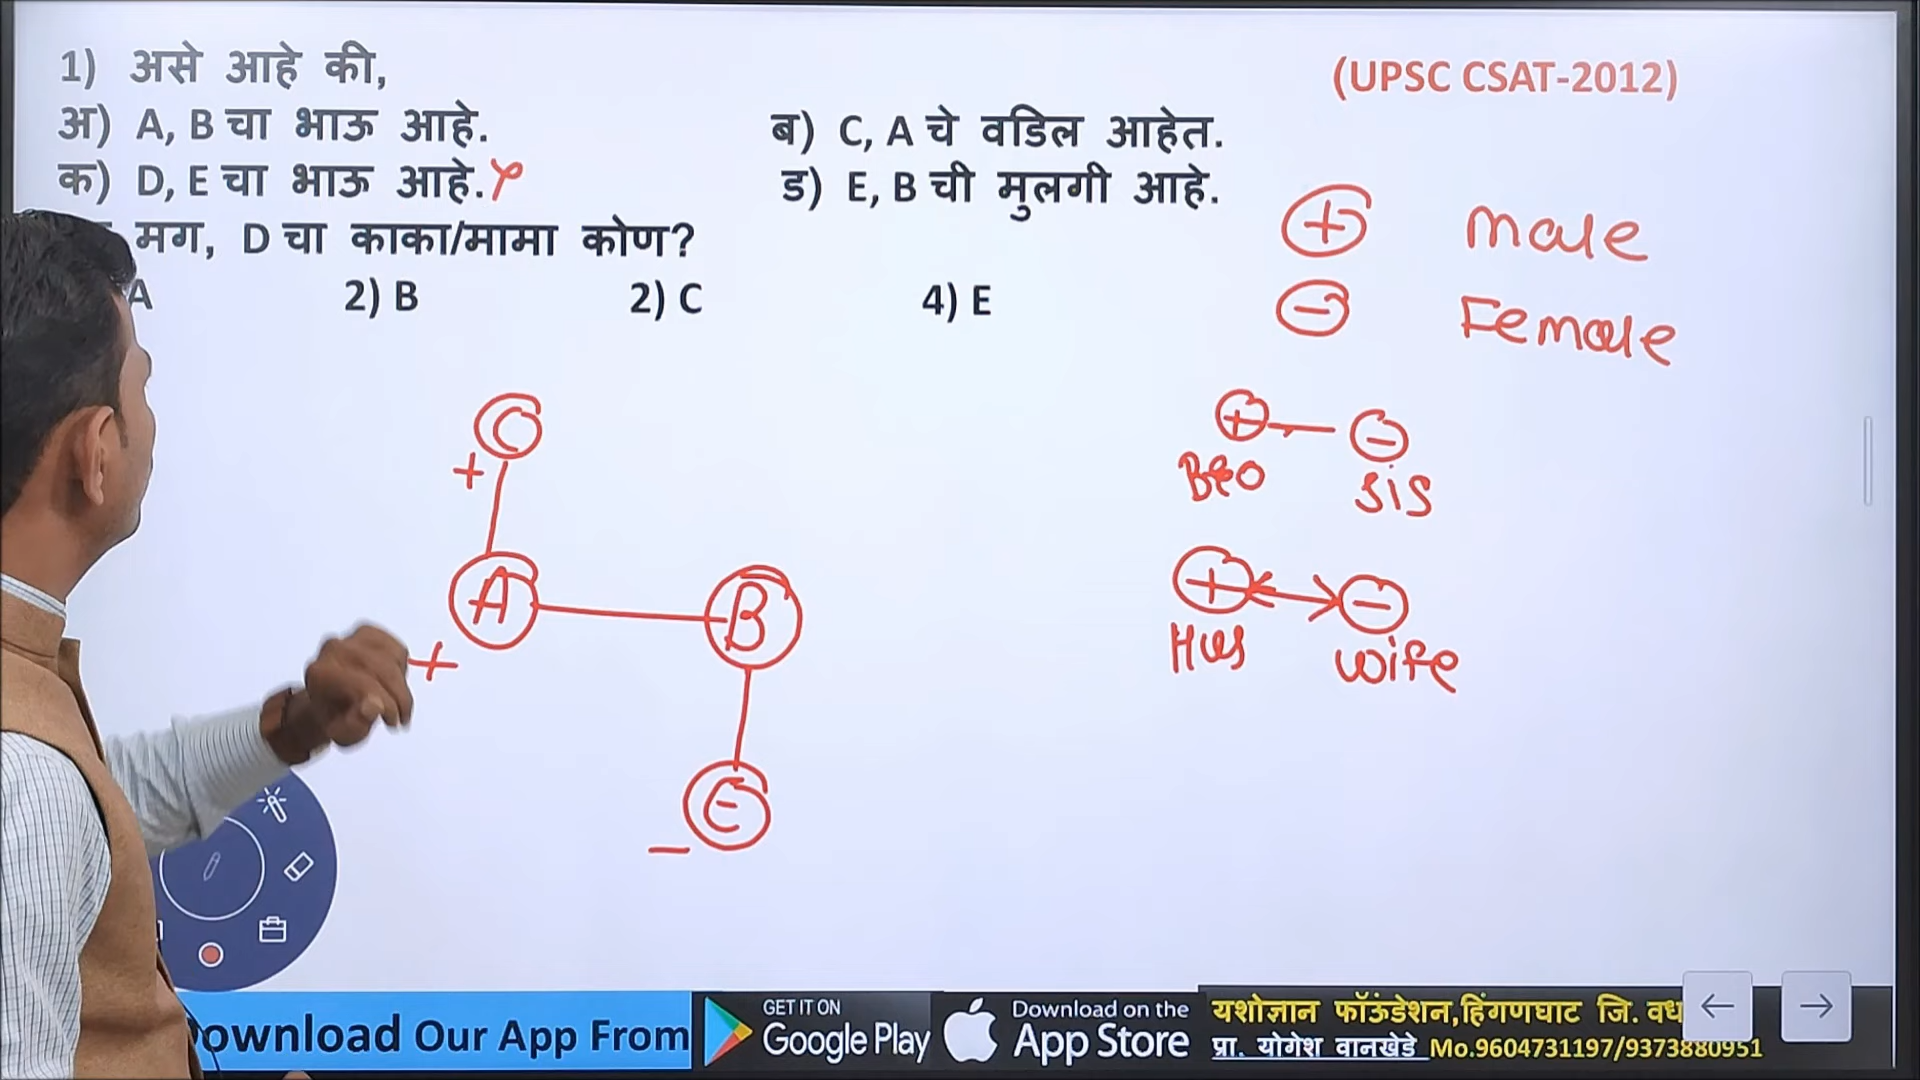 1) असे आहे की,
(UPSC CSAT-2012)
अ) A, B चा भाऊ आहे.
ब) C, A चे वडिल आहेत.
क) D, E चा भाऊ आहे.
ड) E, B ची मुलगी आहे.
मग, D चा काका/मामा कोण?
A 2) B 2) C 4) E
+ male
- Female
+ -
Bro sis
+ -
Hus wife
C
+
A B
+
E
-
ownload Our App From
GET IT ON
Google Play
Download on the
App Store
यशोज्ञान फॉऊंडेशन,हिंगणघाट जि. वध
प्रा. योगेश वानखेडे Mo.9604731197/9373880951
← →